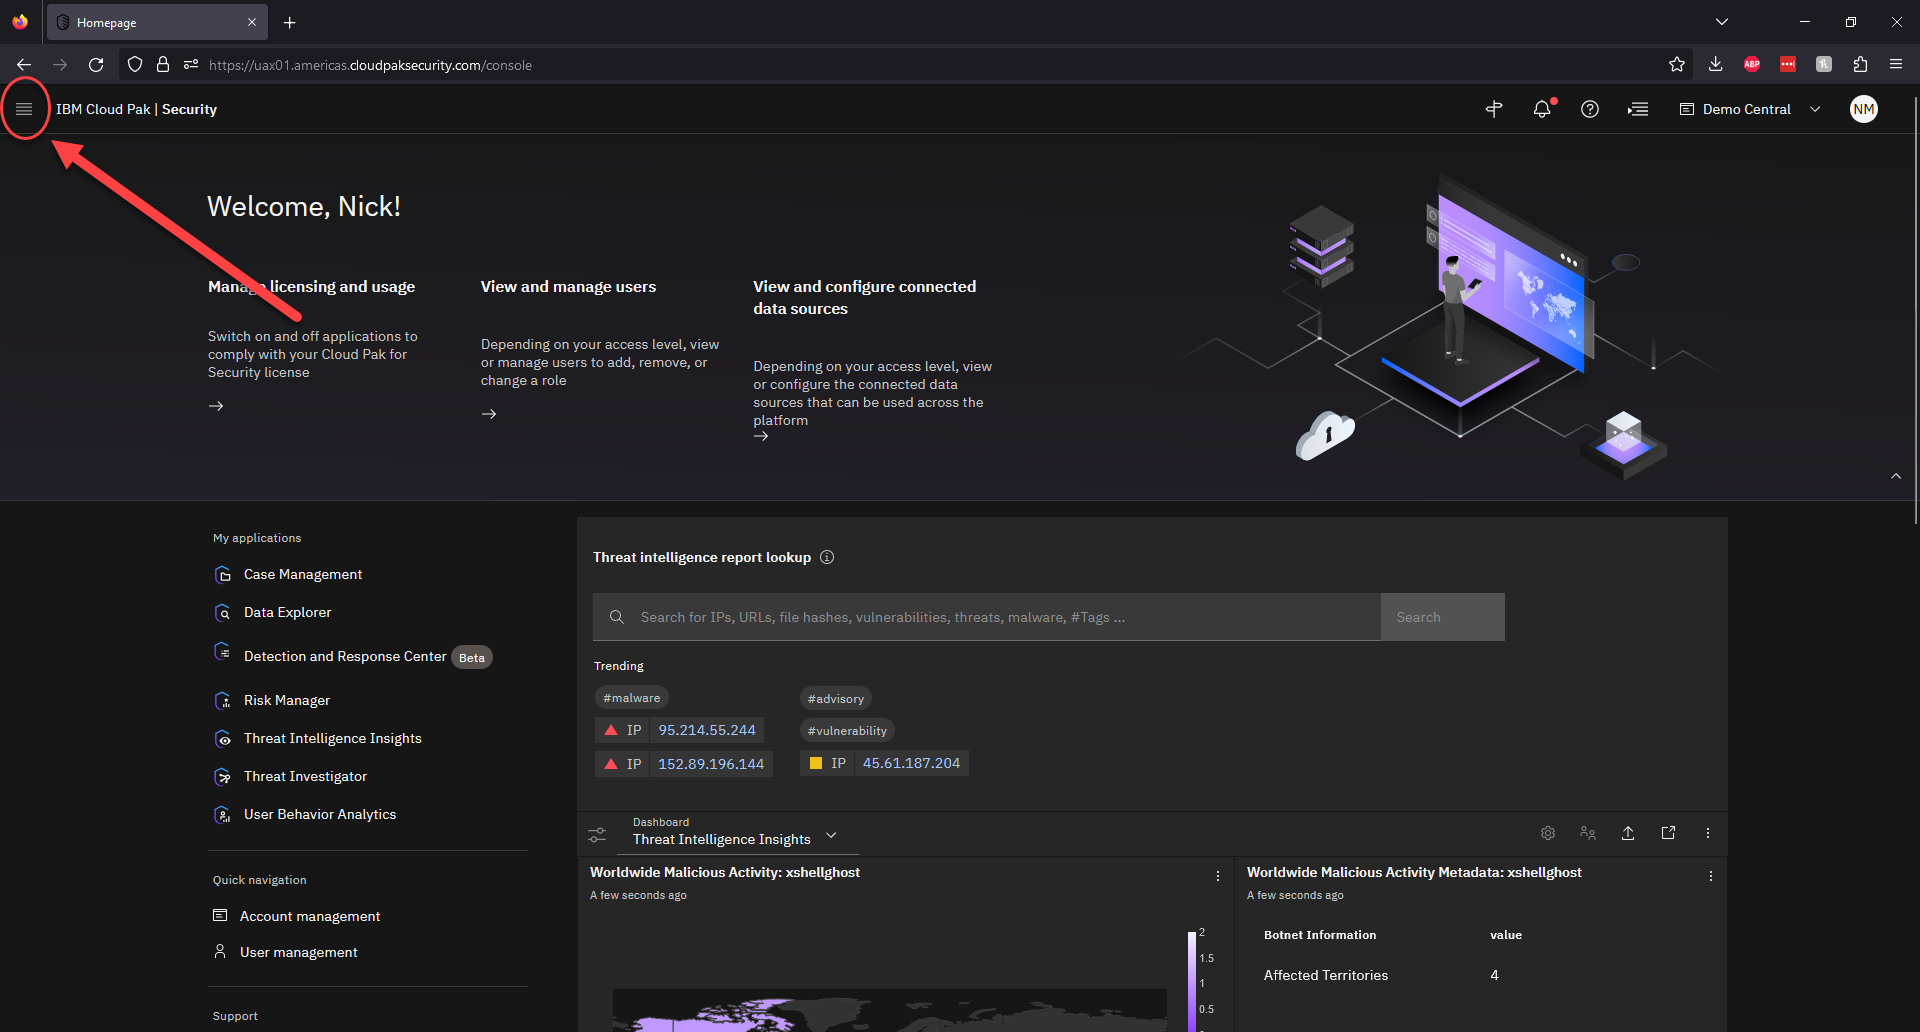 Homepage
https://uax01.americas.cloudpaksecurity.com/console
ABP
IBM Cloud Pak | Security
Demo Central
NM
Welcome, Nick!
Manage licensing and usage
Switch on and off applications to
comply with your Cloud Pak for
Security license
View and manage users
Depending on your access level, view
or manage users to add, remove, or
change a role
View and configure connected
data sources
Depending on your access level, view
or configure the connected data
sources that can be used across the
platform
My applications
Case Management
Data Explorer
Detection and Response Center Beta
Risk Manager
Threat Intelligence Insights
Threat Investigator
User Behavior Analytics
Quick navigation
Account management
User management
Support
Threat intelligence report lookup
Search for IPs, URLs, file hashes, vulnerabilities, threats, malware, #Tags ...
Search
Trending
#malware
#advisory
IP 95.214.55.244
#vulnerability
IP 152.89.196.144
IP 45.61.187.204
Dashboard
Threat Intelligence Insights
Worldwide Malicious Activity: xshellghost
A few seconds ago
2
1.5
1
0.5
Worldwide Malicious Activity Metadata: xshellghost
A few seconds ago
Botnet Information value
Affected Territories 4